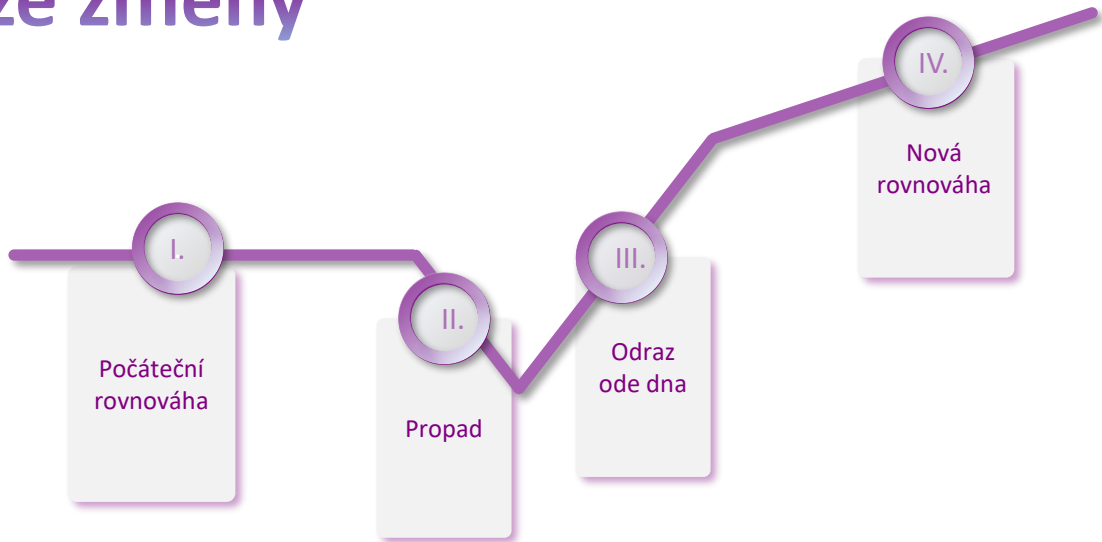 ze změny
I.
Počáteční
rovnováha
II.
Propad
III.
Odraz
ode dna
IV.
Nová
rovnováha